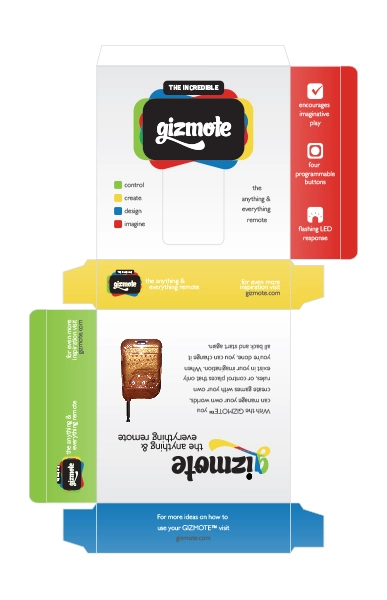 THE INCREDIBLE
gizmote
control
create
design
imagine
the
anything &
everything
remote
encourages
imaginative
play
four
programmable
buttons
flashing LED
response
gizmote
the anything &
everything remote
for even more
inspiration visit
gizmote.com
for even more
inspiration visit
gizmote.com
the anything &
everything remote
gizmote
gizmote
the anything &
everything remote
With the GIZMOTE™ you
can manage your own worlds,
create games with your own
rules, or control places that only
exist in your imagination. When
you're done, you can change it
all back and start again.
For more ideas on how to
use your GIZMOTE™ visit
gizmote.com